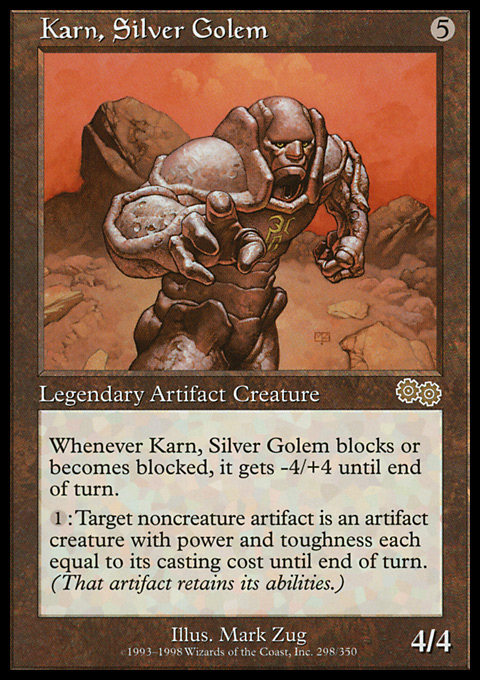 Karn, Silver Golem 5
Legendary Artifact Creature
Whenever Karn, Silver Golem blocks or
becomes blocked, it gets -4/+4 until end
of turn.
1: Target noncreature artifact is an artifact
creature with power and toughness each
equal to its casting cost until end of turn.
(That artifact retains its abilities.)
Illus. Mark Zug
©1993-1998 Wizards of the Coast, Inc. 298/350
4/4